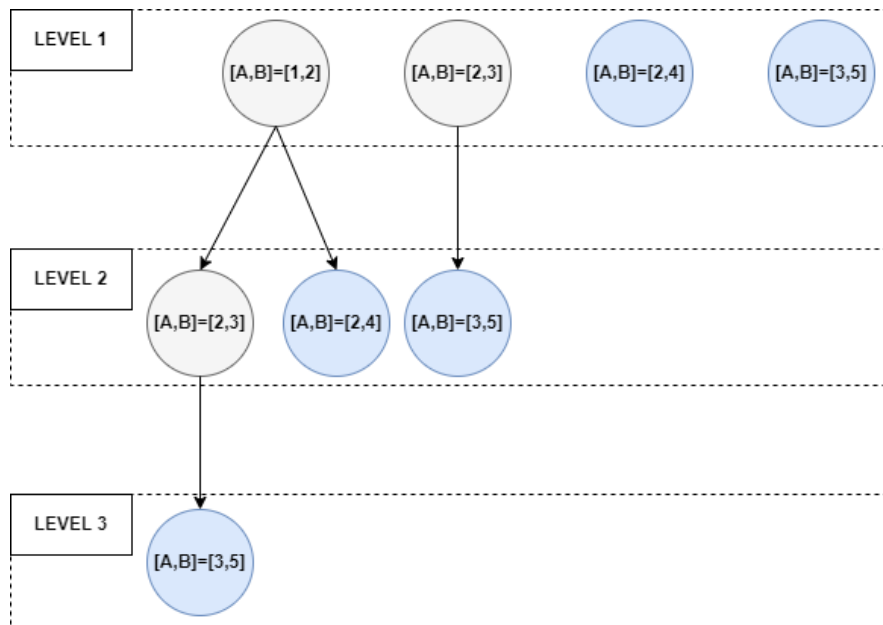 LEVEL 1
[A,B]=[1,2]
[A,B]=[2,3]
[A,B]=[2,4]
[A,B]=[3,5]
LEVEL 2
[A,B]=[2,3]
[A,B]=[2,4]
[A,B]=[3,5]
LEVEL 3
[A,B]=[3,5]